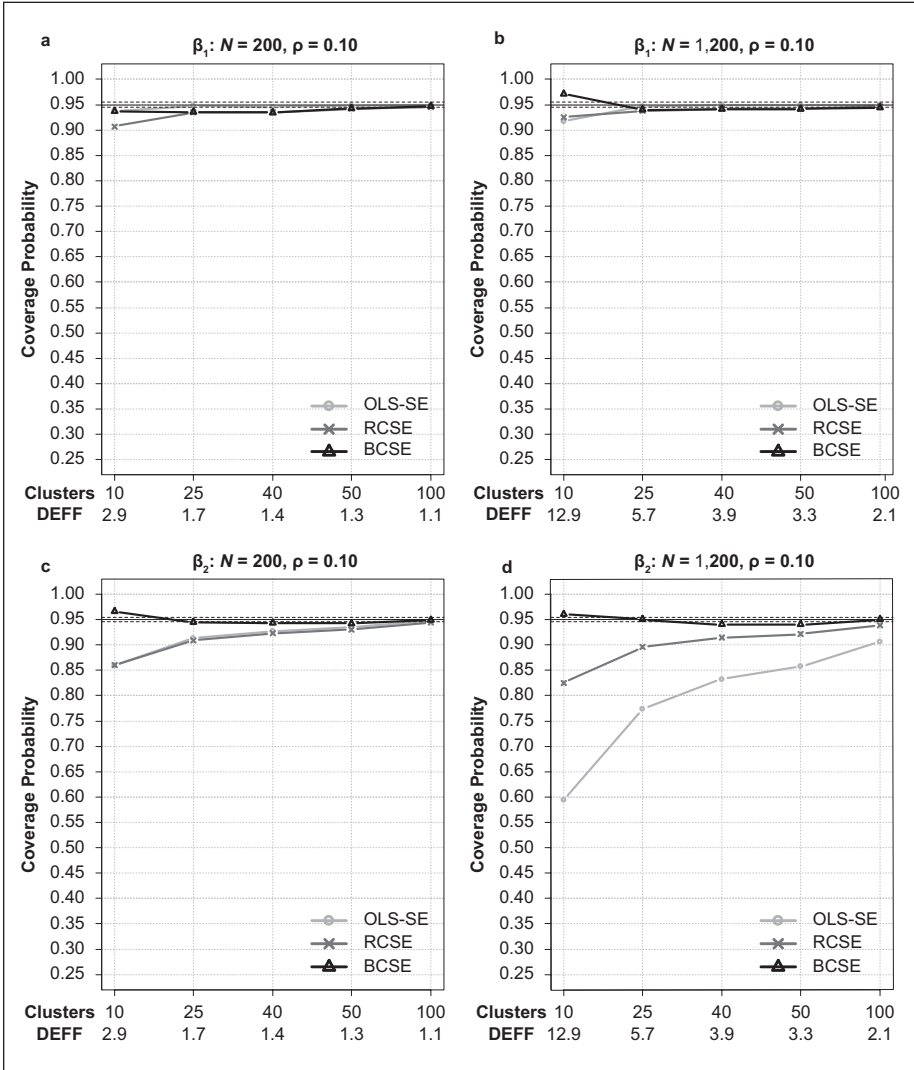 a
β1: N = 200, ρ = 0.10
Coverage Probability
1.00
0.95
0.90
0.85
0.80
0.75
0.70
0.65
0.60
0.55
0.50
0.45
0.40
0.35
0.30
0.25
OLS-SE
RCSE
BCSE
Clusters 10 25 40 50 100
DEFF 2.9 1.7 1.4 1.3 1.1
b
β1: N = 1,200, ρ = 0.10
Coverage Probability
1.00
0.95
0.90
0.85
0.80
0.75
0.70
0.65
0.60
0.55
0.50
0.45
0.40
0.35
0.30
0.25
OLS-SE
RCSE
BCSE
Clusters 10 25 40 50 100
DEFF 12.9 5.7 3.9 3.3 2.1
c
β2: N = 200, ρ = 0.10
Coverage Probability
1.00
0.95
0.90
0.85
0.80
0.75
0.70
0.65
0.60
0.55
0.50
0.45
0.40
0.35
0.30
0.25
OLS-SE
RCSE
BCSE
Clusters 10 25 40 50 100
DEFF 2.9 1.7 1.4 1.3 1.1
d
β2: N = 1,200, ρ = 0.10
Coverage Probability
1.00
0.95
0.90
0.85
0.80
0.75
0.70
0.65
0.60
0.55
0.50
0.45
0.40
0.35
0.30
0.25
OLS-SE
RCSE
BCSE
Clusters 10 25 40 50 100
DEFF 12.9 5.7 3.9 3.3 2.1